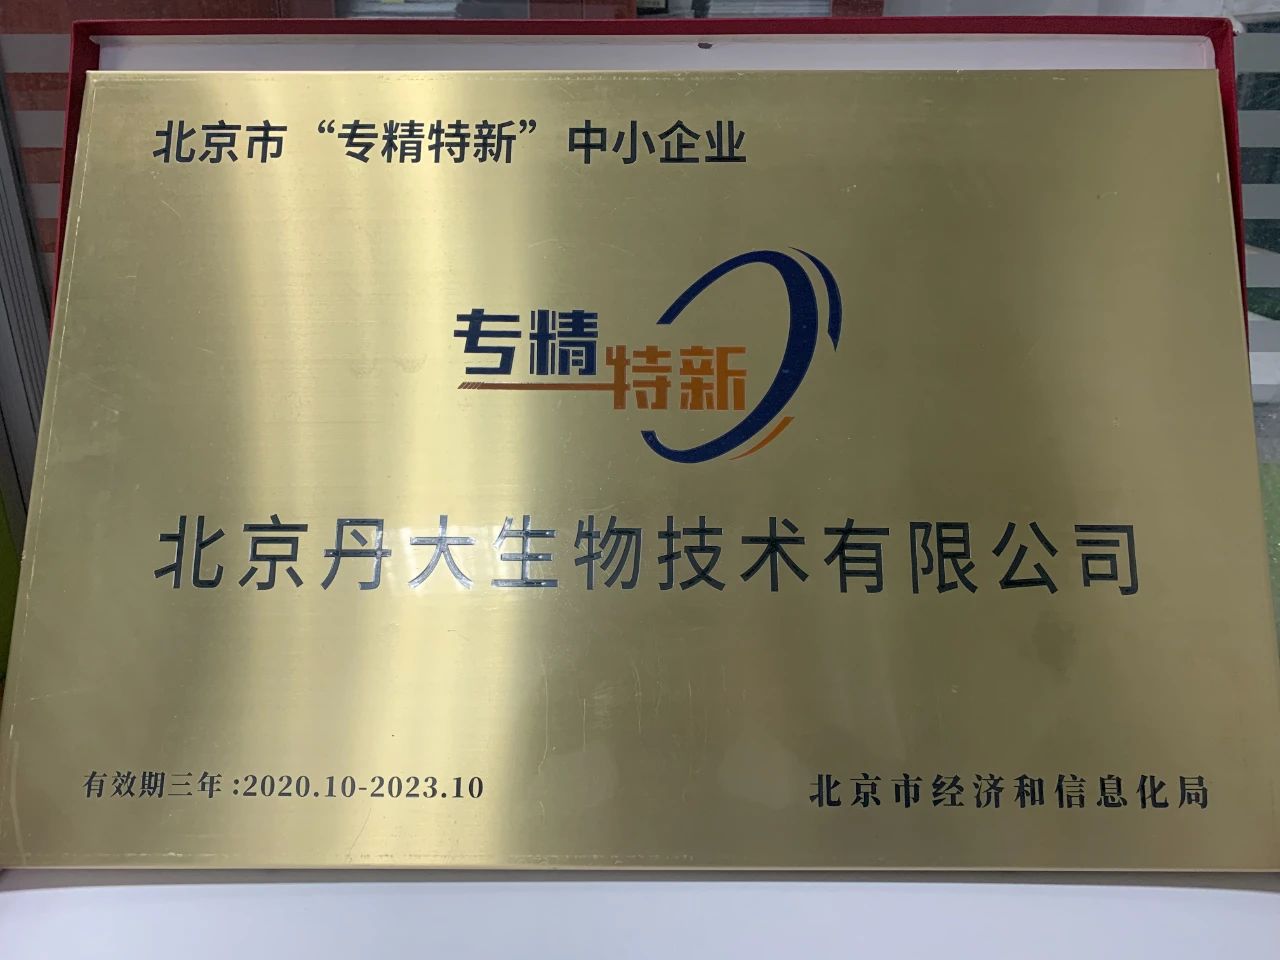 北京市“专精特新”中小企业
专精
特新
北京丹大生物技术有限公司
有效期三年:2020.10-2023.10
北京市经济和信息化局